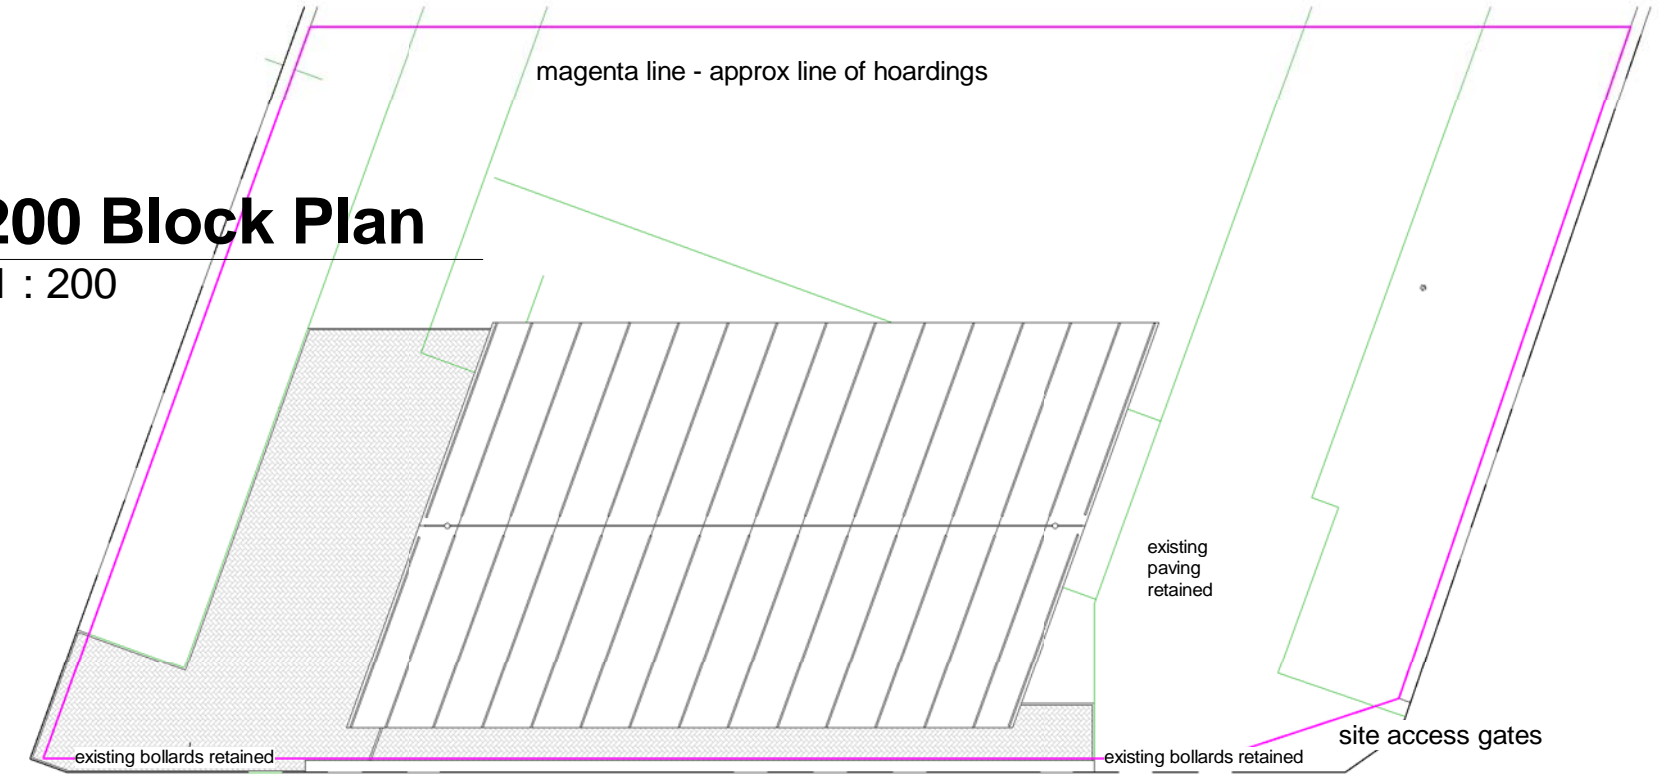 magenta line - approx line of hoardings
200 Block Plan
1 : 200
existing
paving
retained
site access gates
existing bollards retained
existing bollards retained